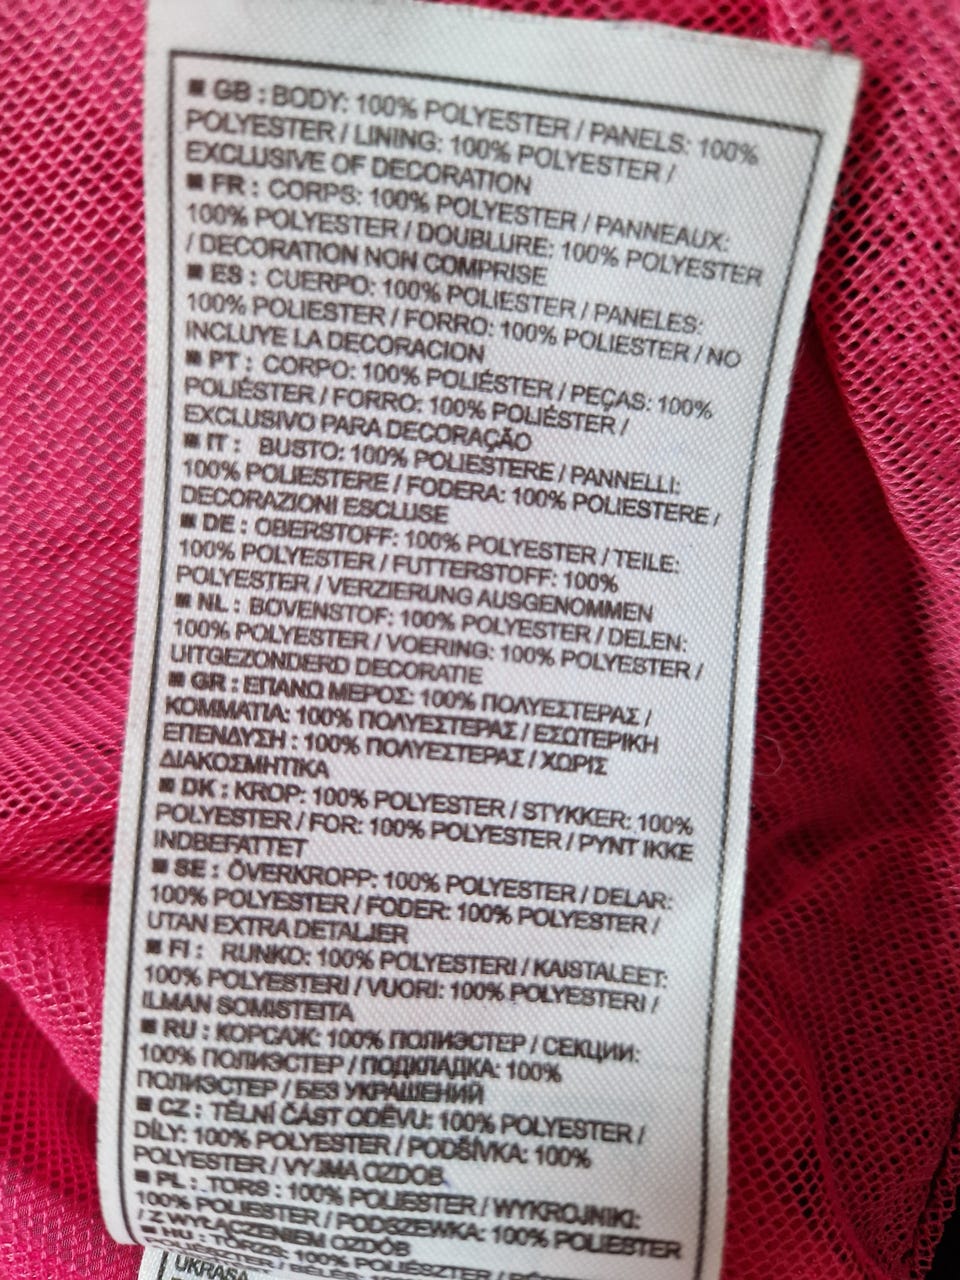 ■ GB : BODY: 100% POLYESTER / PANELS: 100%
POLYESTER / LINING: 100% POLYESTER /
EXCLUSIVE OF DECORATION
■ FR : CORPS: 100% POLYESTER / PANNEAUX:
100% POLYESTER / DOUBLURE: 100% POLYESTER
/ DECORATION NON COMPRISE
■ ES : CUERPO: 100% POLIESTER / PANELES:
100% POLIESTER / FORRO: 100% POLIESTER / NO
INCLUYE LA DECORACION
■ PT : CORPO: 100% POLIÉSTER / PEÇAS: 100%
POLIÉSTER / FORRO: 100% POLIÉSTER /
EXCLUSIVO PARA DECORAÇÃO
■ IT : BUSTO: 100% POLIESTERE / PANNELLI:
100% POLIESTERE / FODERA: 100% POLIESTERE /
DECORAZIONI ESCLUSE
■ DE : OBERSTOFF: 100% POLYESTER / TEILE:
100% POLYESTER / FUTTERSTOFF: 100%
POLYESTER / VERZIERUNG AUSGENOMMEN
■ NL : BOVENSTOF: 100% POLYESTER / DELEN:
100% POLYESTER / VOERING: 100% POLYESTER /
UITGEZONDERD DECORATIE
■ GR : ΕΠΑΝΩ ΜΕΡΟΣ: 100% ΠΟΛΥΕΣΤΕΡΑΣ /
ΚΟΜΜΑΤΙΑ: 100% ΠΟΛΥΕΣΤΕΡΑΣ / ΕΣΩΤΕΡΙΚΗ
ΕΠΕΝΔΥΣΗ : 100% ΠΟΛΥΕΣΤΕΡΑΣ / ΧΩΡΙΣ
ΔΙΑΚΟΣΜΗΤΙΚΑ
■ DK : KROP: 100% POLYESTER / STYKKER: 100%
POLYESTER / FOR: 100% POLYESTER / PYNT IKKE
INDBEFATTET
■ SE : ÖVERKROPP: 100% POLYESTER / DELAR:
100% POLYESTER / FODER: 100% POLYESTER /
UTAN EXTRA DETALJER
■ FI : RUNKO: 100% POLYESTERI / KAISTALEET:
100% POLYESTERI / VUORI: 100% POLYESTERI /
ILMAN SOMISTEITA
■ RU : КОРСАЖ: 100% ПОЛИЭСТЕР / СЕКЦИИ:
100% ПОЛИЭСТЕР / ПОДКЛАДКА: 100%
ПОЛИЭСТЕР / БЕЗ УКРАШЕНИЙ
■ CZ : TĚLNÍ ČÁST ODĚVU: 100% POLYESTER /
DÍLY: 100% POLYESTER / PODŠÍVKA: 100%
POLYESTER / VYJMA OZDOB
■ PL : TORS : 100% POLIESTER / WYKROJNIKI:
100% POLIESTER / PODSZEWKA: 100% POLIESTER
/ Z WYŁĄCZENIEM OZDÓB
■ HU : TÖRZS: 100% POLIÉSZTER /
POLIÉSZTER / BÉLÉS: 100%
UKRASA